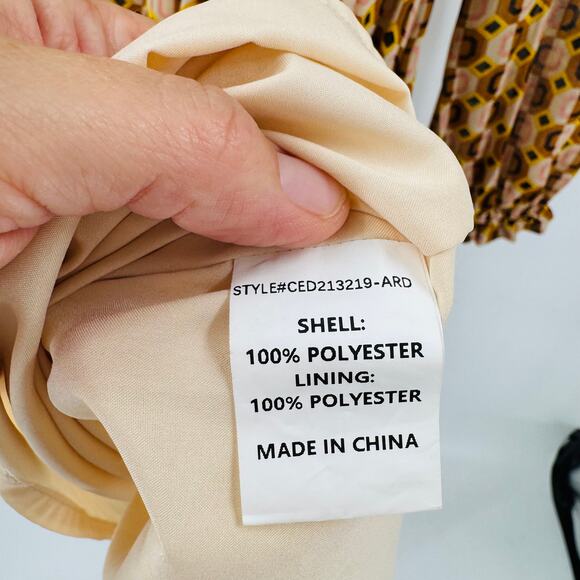 STYLE#CED213219-ARD
SHELL:
100% POLYESTER
LINING:
100% POLYESTER
MADE IN CHINA